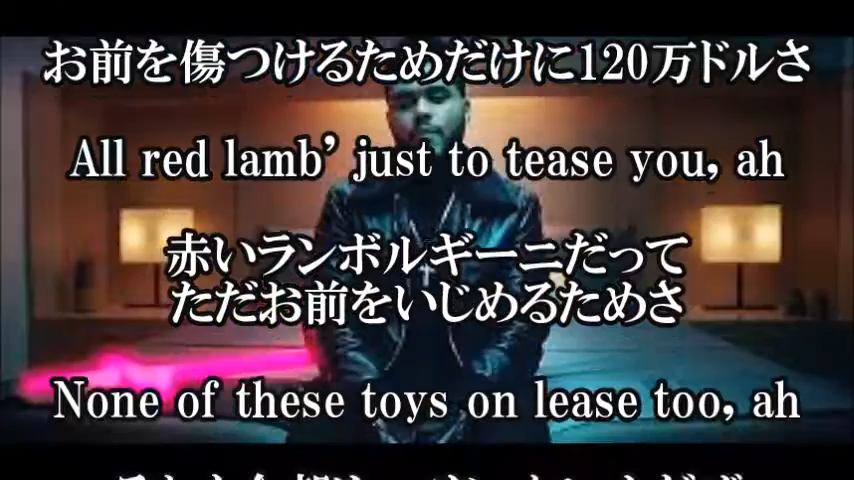 お前を傷つけるためだけに120万ドルさ
All red lamb’ just to tease you, ah
赤いランボルギーニだって
ただお前をいじめるためさ
None of these toys on lease too, ah